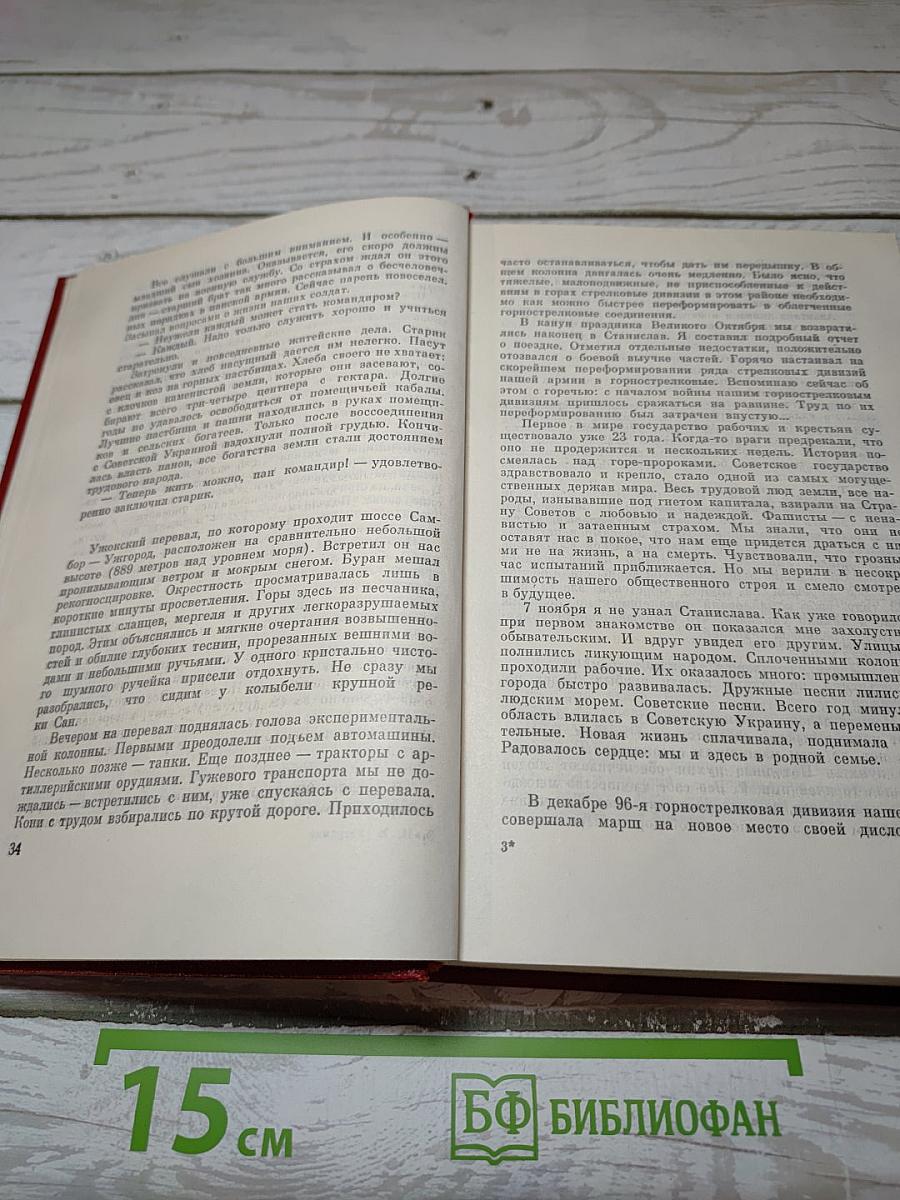 Все слушали с большим вниманием. И особенно —
младший сын хозяина. Оказывается, его скоро должны
призвать на военную службу. Со страхом ждал он этого
дня — старший брат так много рассказывал о бесчеловеч-
ных порядках в панской армии. Сейчас парень повеселел.
Засыпал вопросами о жизни наших солдат.
— Неужели каждый может стать командиром?
— Каждый. Надо только служить хорошо и учиться
старательно.
Затронули и повседневные житейские дела. Старик
рассказал, что хлеб насущный дается им нелегко. Пасут
овец и коз на горных пастбищах. Хлеба своего не хватает:
с клочков каменистой земли, которые они засевают, со-
бирают всего три-четыре центнера с гектара. Долгие
годы не удавалось освободиться от помещичьей кабалы.
Лучшие пастбища и пашни находились в руках помещи-
ков и сельских богатеев. Только после воссоединения
с Советской Украиной вздохнули полной грудью. Кончи-
лась власть панов, все богатства земли стали достоянием
трудового народа.
— Теперь жить можно, пан командир! — удовлетво-
ренно заключил старик.
Ужокский перевал, по которому проходит шоссе Сам-
бор — Ужгород, расположен на сравнительно небольшой
высоте (889 метров над уровнем моря). Встретил он нас
пронизывающим ветром и мокрым снегом. Буран мешал
рекогносцировке. Окрестность просматривалась лишь в
короткие минуты просветления. Горы здесь из песчаника,
глинистых сланцев, мергеля и других легкоразрушаемых
пород. Этим объяснялись и мягкие очертания возвышенно-
стей и обилие глубоких теснин, прорезанных вешними во-
дами и небольшими ручьями. У одного кристально чисто-
го шумного ручейка присели отдохнуть. Не сразу мы
разобрались, что сидим у колыбели крупной ре-
ки Сан.
Вечером на перевал поднялась голова эксперименталь-
ной колонны. Первыми преодолели подъем автомашины.
Несколько позже — танки. Еще позднее — тракторы с ар-
тиллерийскими орудиями. Гужевого транспорта мы не до-
ждались — встретились с ним, уже спускаясь с перевала.
Кони с трудом взбирались по крутой дороге. Приходилось
34
часто останавливаться, чтобы дать им передышку. В об-
щем колонна двигалась очень медленно. Было ясно, что
тяжелые, малоподвижные, не приспособленные к дейст-
виям в горах стрелковые дивизии в этом районе необходи-
мо как можно быстрее переформировать в облегченные
горнострелковые соединения.
В канун праздника Великого Октября мы возврати-
лись наконец в Станислав. Я составил подробный отчет
о поездке. Отметил отдельные недостатки, положительно
отозвался о боевой выучке частей. Горячо настаивал на
скорейшем переформировании ряда стрелковых дивизий
нашей армии в горнострелковые. Вспоминаю сейчас об
этом с горечью: с началом войны нашим горнострелковым
дивизиям пришлось сражаться на равнине. Труд по их
переформированию был затрачен впустую...
Первое в мире государство рабочих и крестьян су-
ществовало уже 23 года. Когда-то враги предрекали, что
оно не продержится и нескольких недель. История по-
смеялась над горе-пророками. Советское государство
здравствовало и крепло, стало одной из самых могуще-
ственных держав мира. Весь трудовой люд земли, все на-
роды, изнывавшие под гнетом капитала, взирали на Стра-
ну Советов с любовью и надеждой. Фашисты — с нена-
вистью и затаенным страхом. Мы знали, что они не
оставят нас в покое, что нам еще придется драться с ни
ми не на жизнь, а на смерть. Чувствовали, что грозны
час испытаний приближается. Но мы верили в несокр
шимость нашего общественного строя и смело смотре
в будущее.
7 ноября я не узнал Станислава. Как уже говорило
при первом знакомстве он показался мне захолустн
обывательским. И вдруг увидел его другим. Улицы
полнились ликующим народом. Сплоченными колон
проходили рабочие. Их оказалось много: промышлен
города быстро развивалась. Дружные песни лилис
людским морем. Советские песни. Всего год минул
область влилась в Советскую Украину, а перемены
тельные. Новая жизнь сплачивала, поднимала
Радовалось сердце: мы и здесь в родной семье.
В декабре 96-я горнострелковая дивизия наше
совершала марш на новое место своей дисло
3*
15 см
БФ БИБЛИОФАН